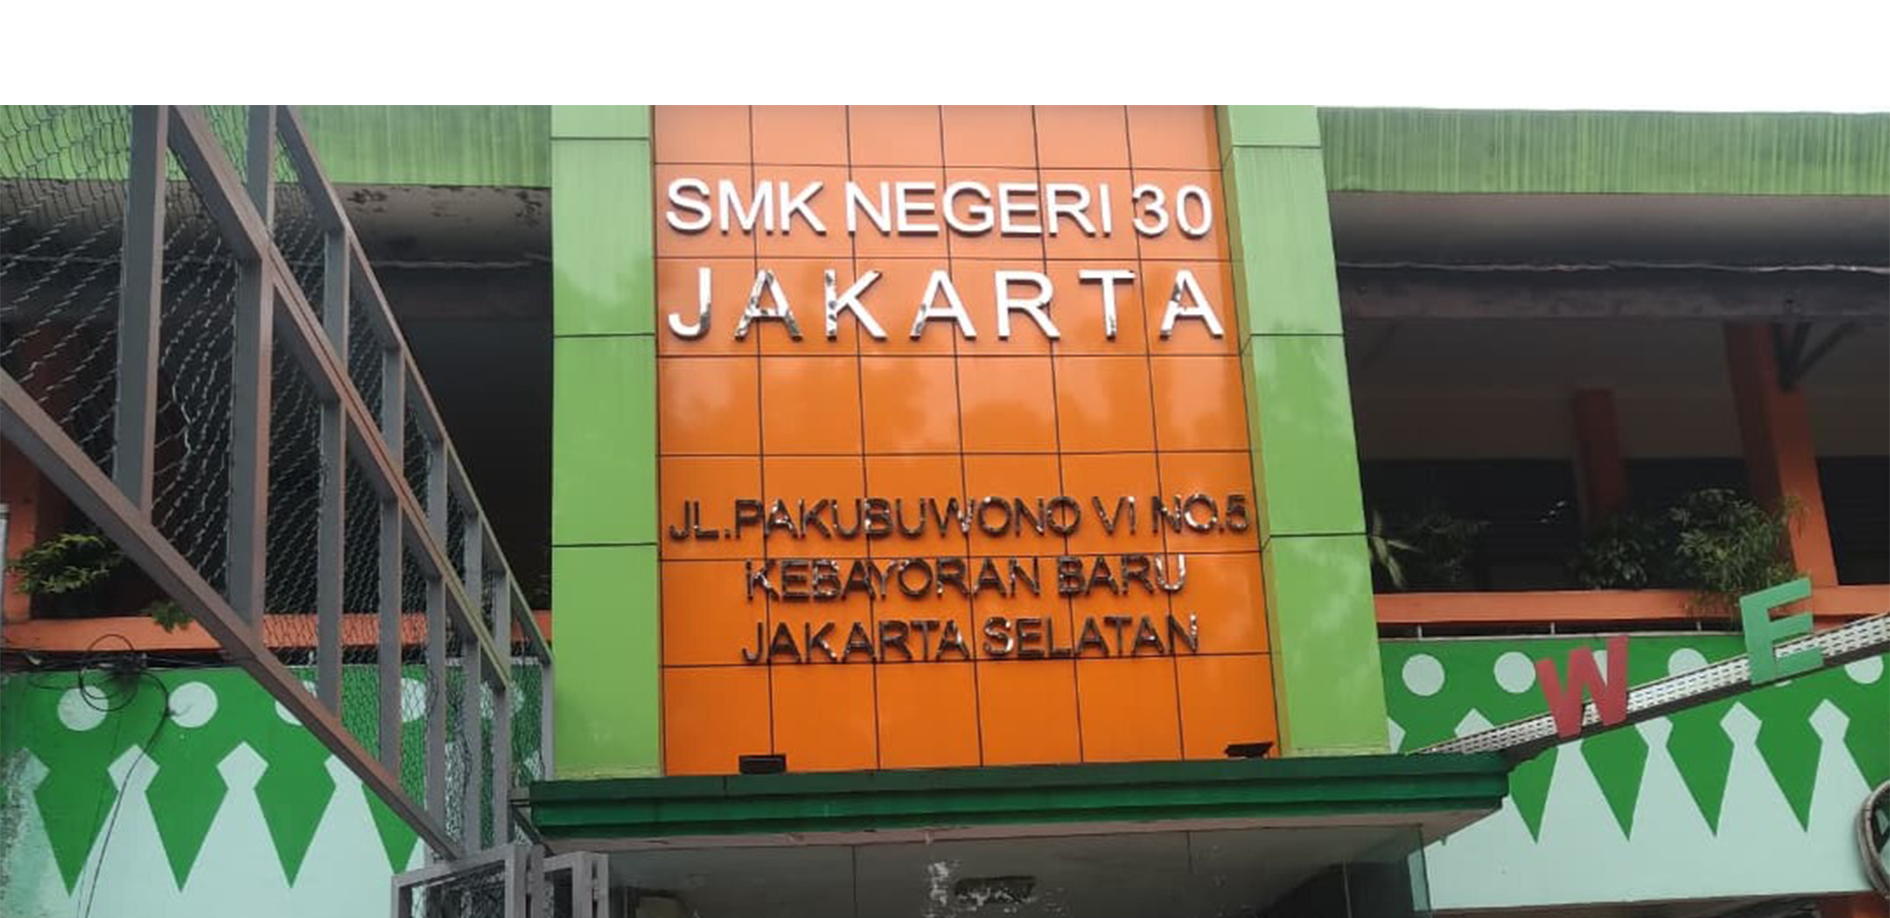 SMK NEGERI 30
JAKARTA
JL.PAKUBUWONO VI NO.5
KEBAYORAN BARU
JAKARTA SELATAN
W E